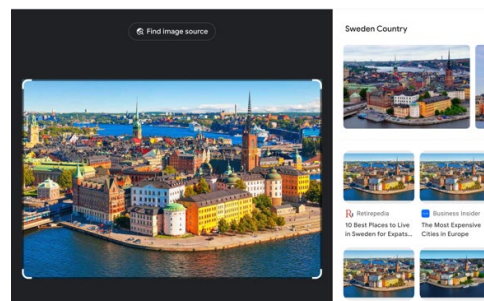 Find image source
Sweden Country
Retirepedia
10 Best Places to Live
in Sweden for Expats...
Business Insider
The Most Expensive
Cities in Europe